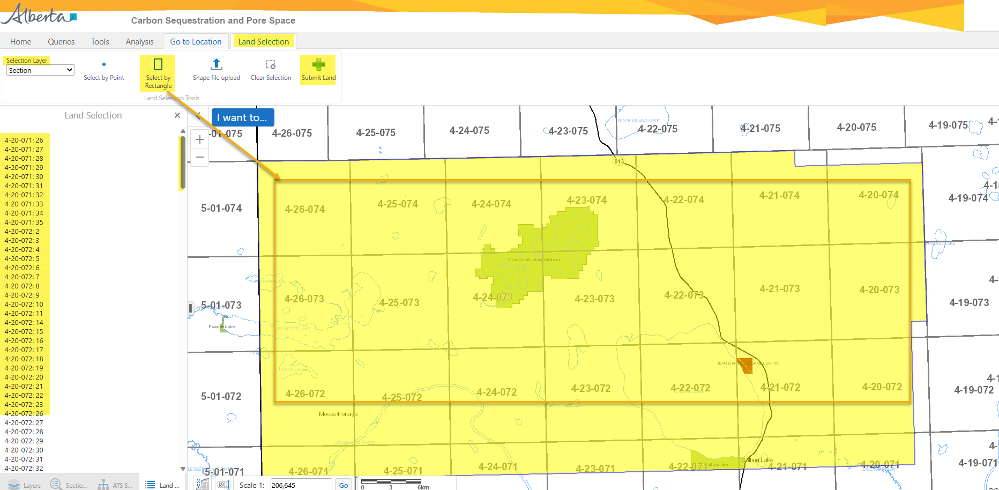 Alberta
Carbon Sequestration and Pore Space
Home Queries Tools Analysis Go to Location Land Selection
Selection Layer
Section
Select by Point
Select by
Rectangle
Shape file upload
Clear Selection
Submit Land
Land Selection Tools
Land Selection
I want to...
4-20-071: 26
4-20-071: 27
4-20-071: 28
4-20-071: 29
4-20-071: 30
4-20-071: 31
4-20-071: 32
4-20-071: 33
4-20-071: 34
4-20-071: 35
4-20-072: 2
4-20-072: 3
4-20-072: 4
4-20-072: 5
4-20-072: 6
4-20-072: 7
4-20-072: 8
4-20-072: 9
4-20-072: 10
4-20-072: 11
4-20-072: 14
4-20-072: 15
4-20-072: 16
4-20-072: 17
4-20-072: 18
4-20-072: 19
4-20-072: 20
4-20-072: 21
4-20-072: 22
4-20-072: 23
4-20-072: 26
4-20-072: 27
4-20-072: 28
4-20-072: 29
4-20-072: 30
4-20-072: 31
4-20-072: 32
Layers
Sectio...
ATS S...
Land ...
-01-075 4-26-075 4-25-075 4-24-075 4-23-075 4-22-075 4-21-075 4-20-075 4-19-075 4-1
ROCK ISLAND LAKE
813
5-01-074 4-26-074 4-25-074 4-24-074 4-23-074 4-22-074 4-21-074 4-20-074 4-19-074 4-18
Otter-Orloff Lakes Wildland
5-01-073 4-26-073 4-25-073 4-24-073 4-23-073 4-22-073 4-21-073 4-20-073 4-19-073 4-
Fawcett Lake
FAWCETT LAKE
JEAN BAPTISTE GAMBLER 183
PAUL LAKE
5-01-072 4-26-072 4-25-072 4-24-072 4-23-072 4-22-072 4-21-072 4-20-072 4-19-072 4-1
CALLING LAKE
Moose Portage
ATHABASCA RIVER
5-01-071 4-26-071 4-25-071 4-24-071 4-23-071 4-22-071 4-21-071 4-20-071 4-19-071 4-
Calling Lake
Calling Lake
CALLING RIVER
LESSER SLAVE RIVER
1:500
Scale 1: 206,645 Go
0 3 6km